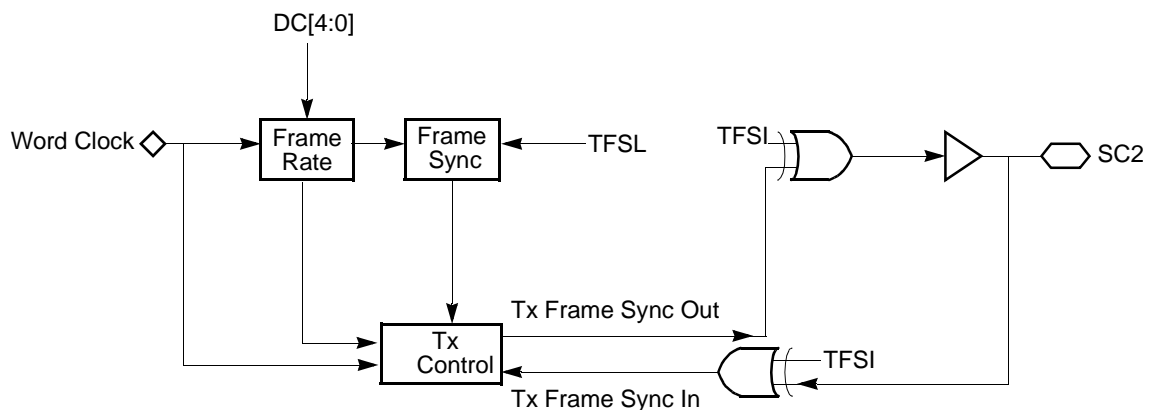 DC[4:0]
Word Clock
Frame
Rate
Frame
Sync
TFSL
TFSI
SC2
Tx Frame Sync Out
Tx
Control
TFSI
Tx Frame Sync In